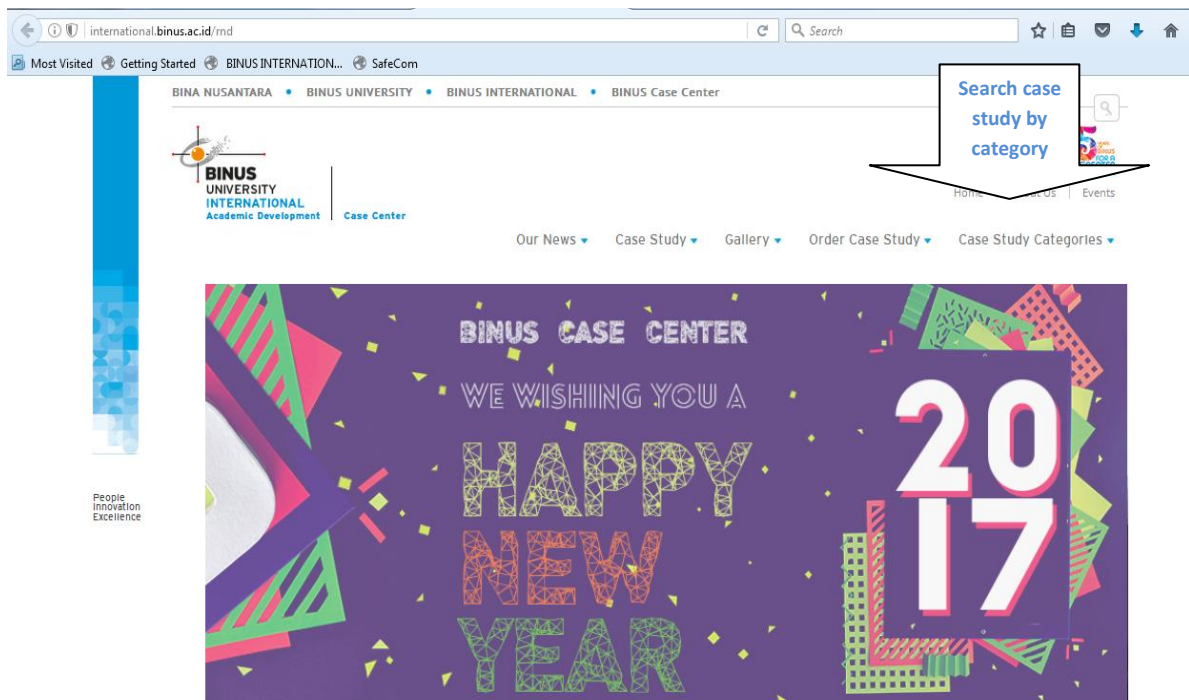 international.binus.ac.id/rnd
Search
Most Visited Getting Started BINUS INTERNATION... SafeCom
BINA NUSANTARA • BINUS UNIVERSITY • BINUS INTERNATIONAL • BINUS Case Center
Search case
study by
category
BINUS
UNIVERSITY
INTERNATIONAL
Academic Development Case Center
Home Us Events
Our News Case Study Gallery Order Case Study Case Study Categories
BINUS CASE CENTER
WE WISHING YOU A
HAPPY
NEW
YEAR
20
17
People
Innovation
Excellence